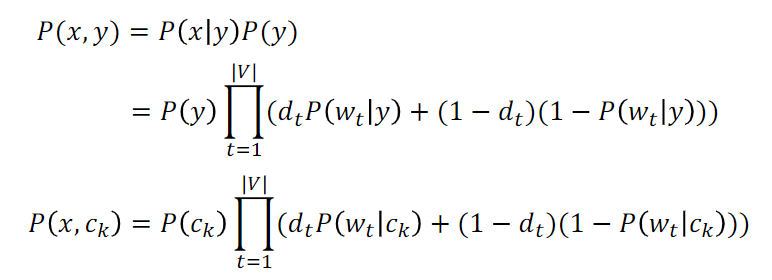 P(x, y) = P(x|y)P(y)
= P(y) ∏_{t=1}^{|V|} (d_t P(w_t|y) + (1 − d_t)(1 − P(w_t|y)))
P(x, c_k) = P(c_k) ∏_{t=1}^{|V|} (d_t P(w_t|c_k) + (1 − d_t)(1 − P(w_t|c_k)))